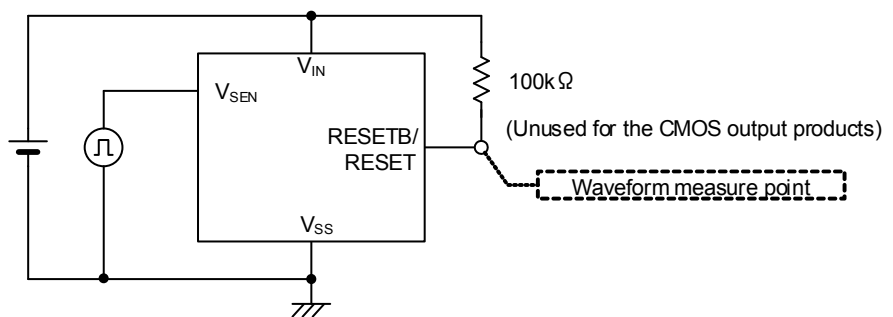 V_IN
V_SEN
100kΩ
(Unused for the CMOS output products)
RESETB/
RESET
Waveform measure point
V_SS